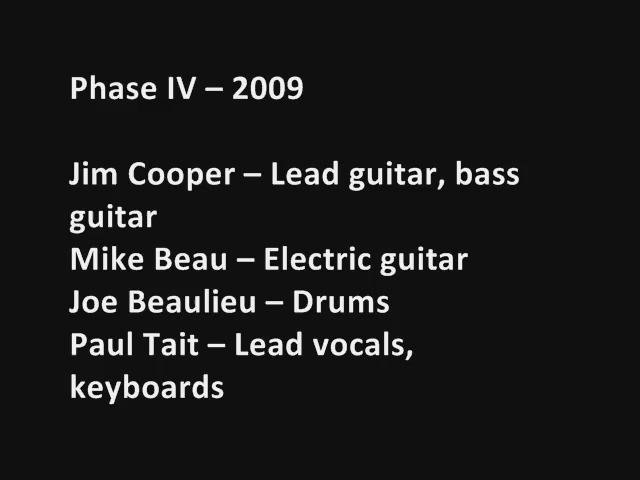 Phase IV – 2009
Jim Cooper – Lead guitar, bass
guitar
Mike Beau – Electric guitar
Joe Beaulieu – Drums
Paul Tait – Lead vocals,
keyboards